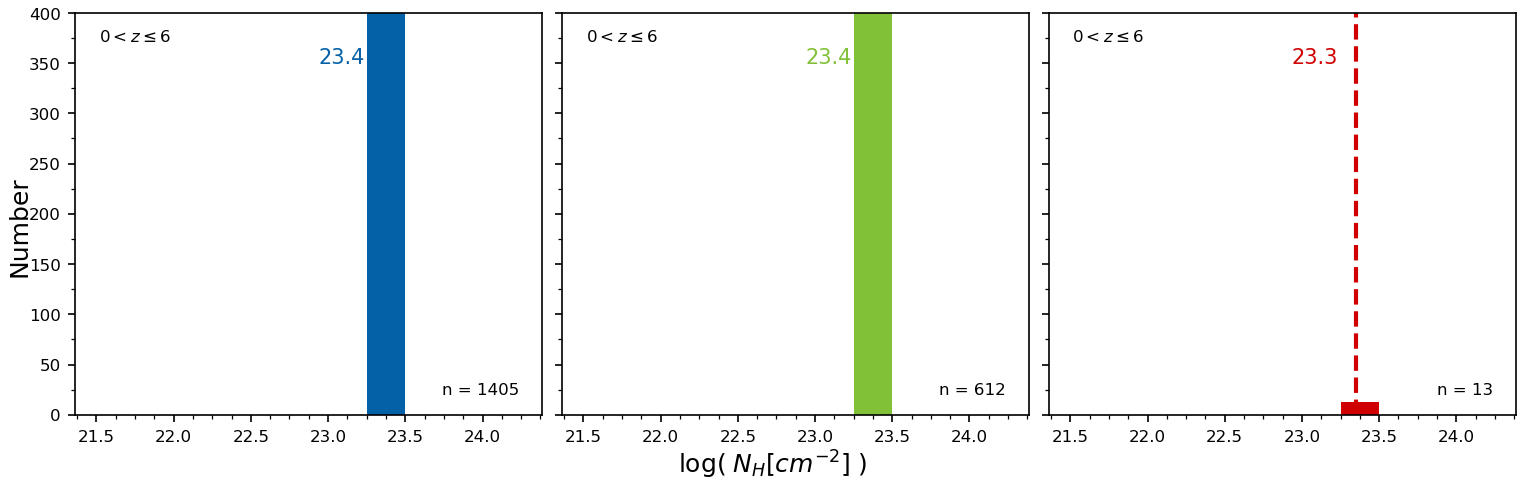 0 < z ≤ 6
23.4
n = 1405
0 < z ≤ 6
23.4
n = 612
0 < z ≤ 6
23.3
n = 13
400
350
300
250
200
150
100
50
0
Number
21.5 22.0 22.5 23.0 23.5 24.0
21.5 22.0 22.5 23.0 23.5 24.0
21.5 22.0 22.5 23.0 23.5 24.0
log( N_H[cm^{-2}] )